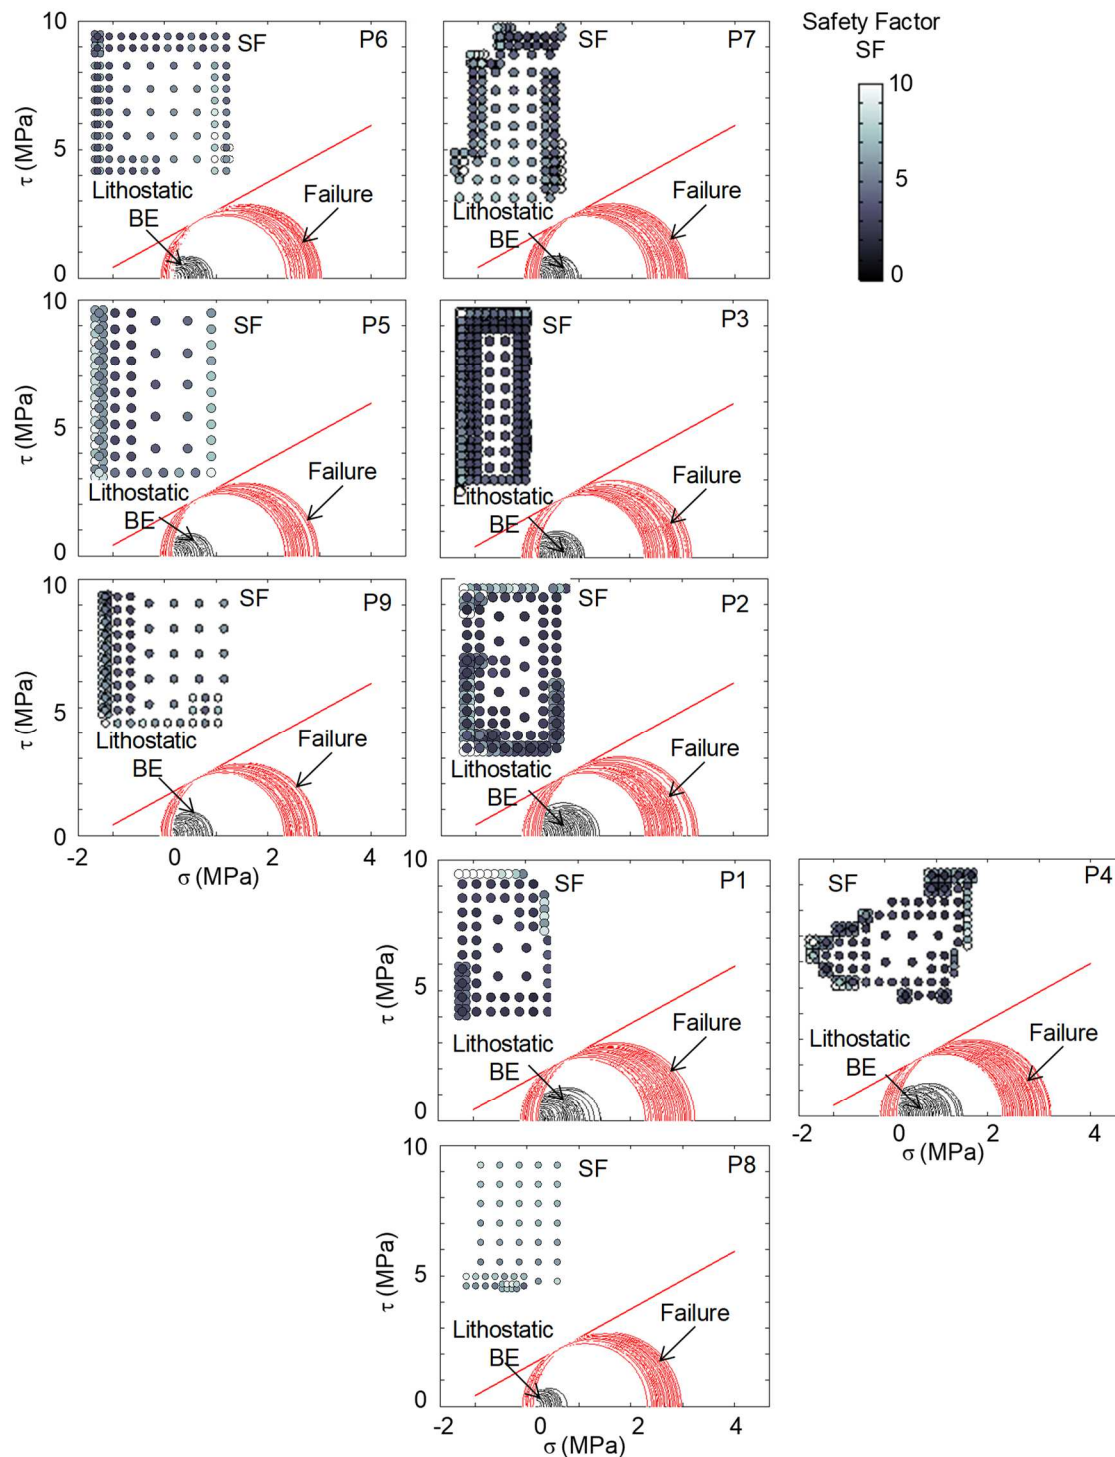 Safety Factor
SF
10
5
0
10
SF
P6
τ (MPa)
5
Lithostatic
BE
Failure
0
SF
P7
Lithostatic
BE
Failure
10
SF
P5
τ (MPa)
5
Lithostatic
BE
Failure
0
SF
P3
Lithostatic
BE
Failure
10
SF
P9
τ (MPa)
5
Lithostatic
BE
Failure
0
-2
0
2
4
σ (MPa)
SF
P2
Lithostatic
BE
Failure
10
SF
P1
τ (MPa)
5
Lithostatic
BE
Failure
0
SF
P4
Lithostatic
BE
Failure
-2
0
2
4
σ (MPa)
10
SF
P8
τ (MPa)
5
Lithostatic
BE
Failure
0
-2
0
2
4
σ (MPa)